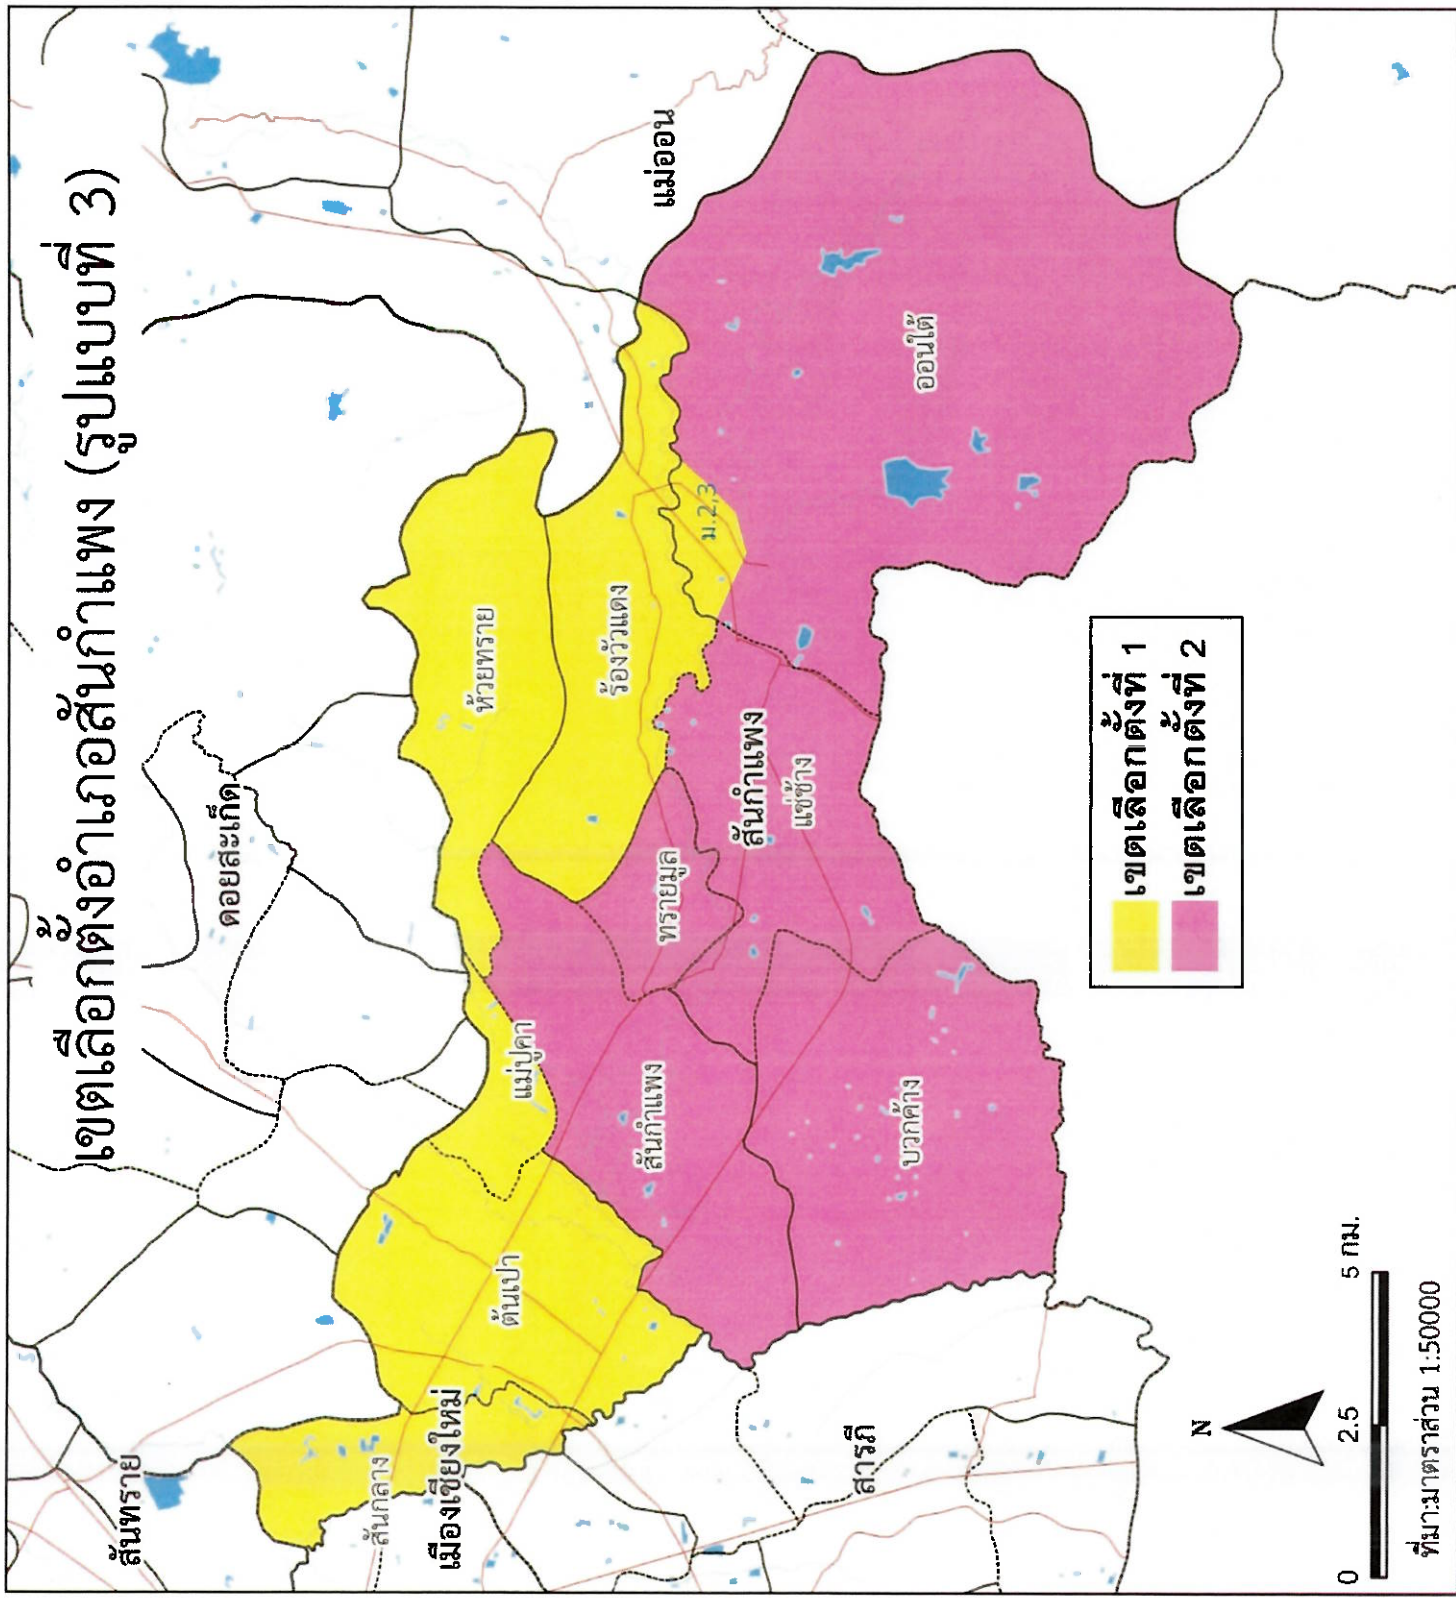 เขตเลือกตั้งอำเภอสันกำแพง (รูปแบบที่ 3)
สันทราย
ดอยสะเก็ด
แม่ออน
สันกลาง
เมืองเชียงใหม่
ต้นเปา
แม่ปูคา
ห้วยทราย
ร้องวัวแดง
ม.2,3
สันกำแพง
ทรายมูล
สันกำแพง
แช่ช้าง
ออนใต้
บวกค้าง
สารภี
เขตเลือกตั้งที่ 1
เขตเลือกตั้งที่ 2
N
0 2.5 5 กม.
ที่มา:มาตราส่วน 1:50000